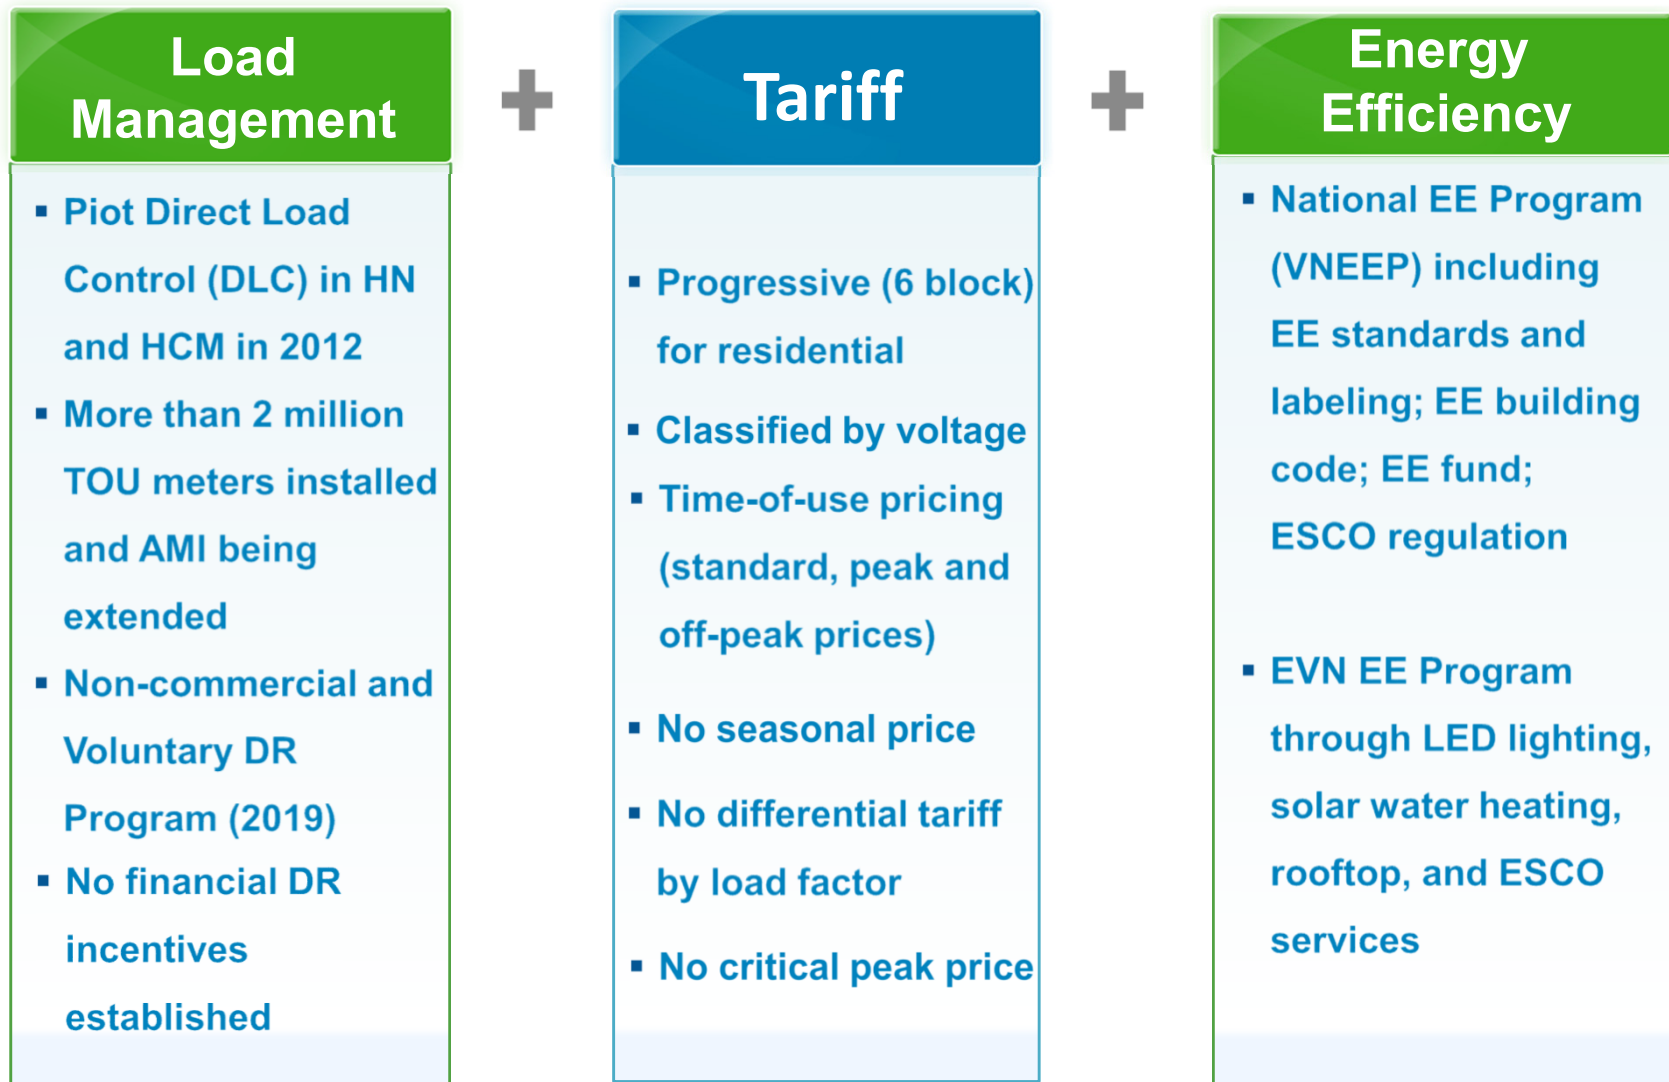 Load
Management
▪ Piot Direct Load
Control (DLC) in HN
and HCM in 2012
▪ More than 2 million
TOU meters installed
and AMI being
extended
▪ Non-commercial and
Voluntary DR
Program (2019)
▪ No financial DR
incentives
established
+
Tariff
▪ Progressive (6 block)
for residential
▪ Classified by voltage
▪ Time-of-use pricing
(standard, peak and
off-peak prices)
▪ No seasonal price
▪ No differential tariff
by load factor
▪ No critical peak price
+
Energy
Efficiency
▪ National EE Program
(VNEEP) including
EE standards and
labeling; EE building
code; EE fund;
ESCO regulation
▪ EVN EE Program
through LED lighting,
solar water heating,
rooftop, and ESCO
services